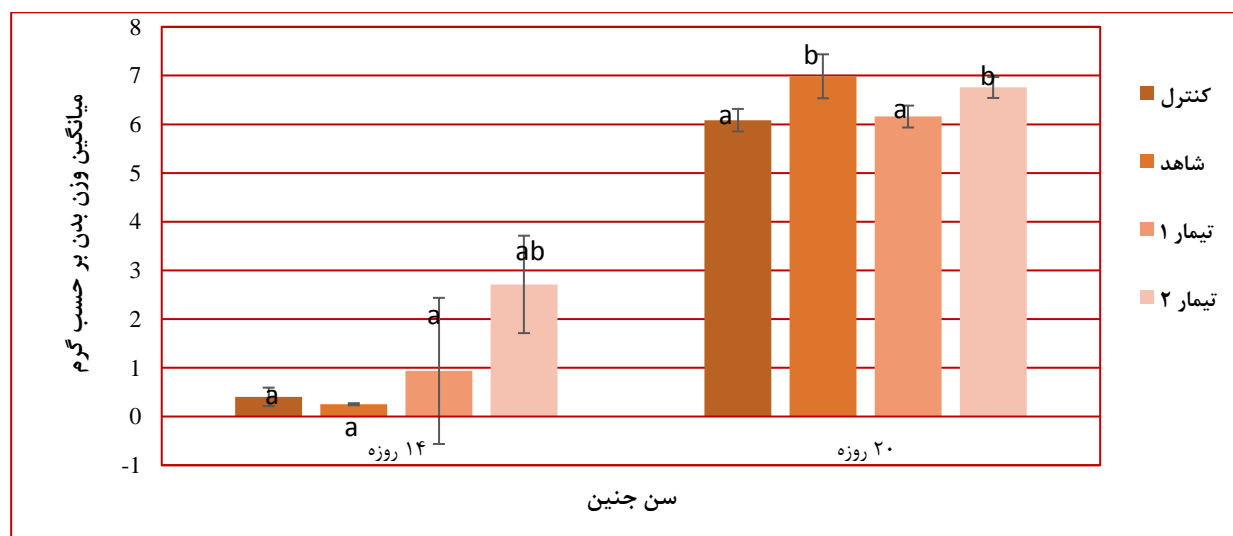 میانگین وزن بدن بر حسب گرم
8
7
6
5
4
3
2
1
0
-1
a
a
a
ab
a
b
a
b
۱۴ روزه
۲۰ روزه
سن جنین
کنترل
شاهد
تیمار ۱
تیمار ۲